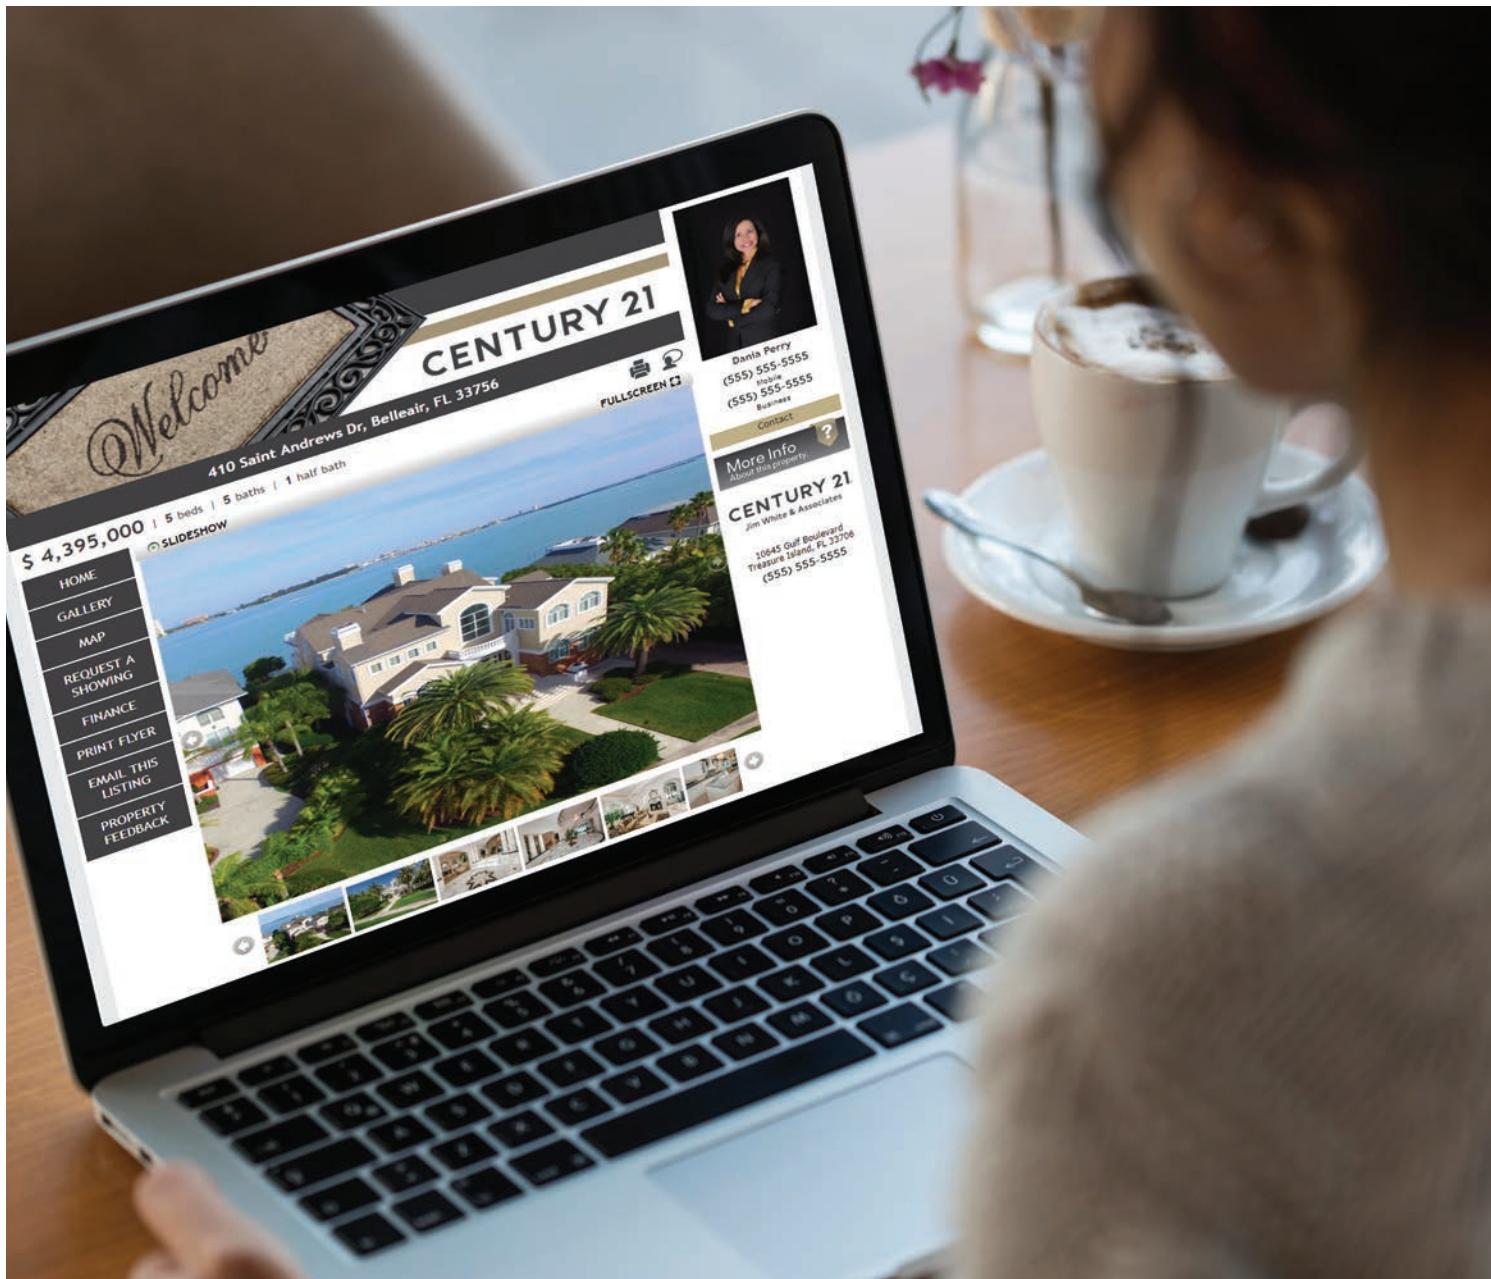 Welcome
CENTURY 21
410 Saint Andrews Dr, Belleair, FL 33756
$ 4,395,000 | 5 beds | 5 baths | 1 half bath
SLIDESHOW
FULLSCREEN
HOME
GALLERY
MAP
REQUEST A
SHOWING
FINANCE
PRINT FLYER
EMAIL THIS
LISTING
PROPERTY
FEEDBACK
Dania Perry
(555) 555-5555
Mobile
(555) 555-5555
Business
Contact
More Info
About this property.
?
CENTURY 21
Jim White & Associates
10645 Gulf Boulevard
Treasure Island, FL 33706
(555) 555-5555